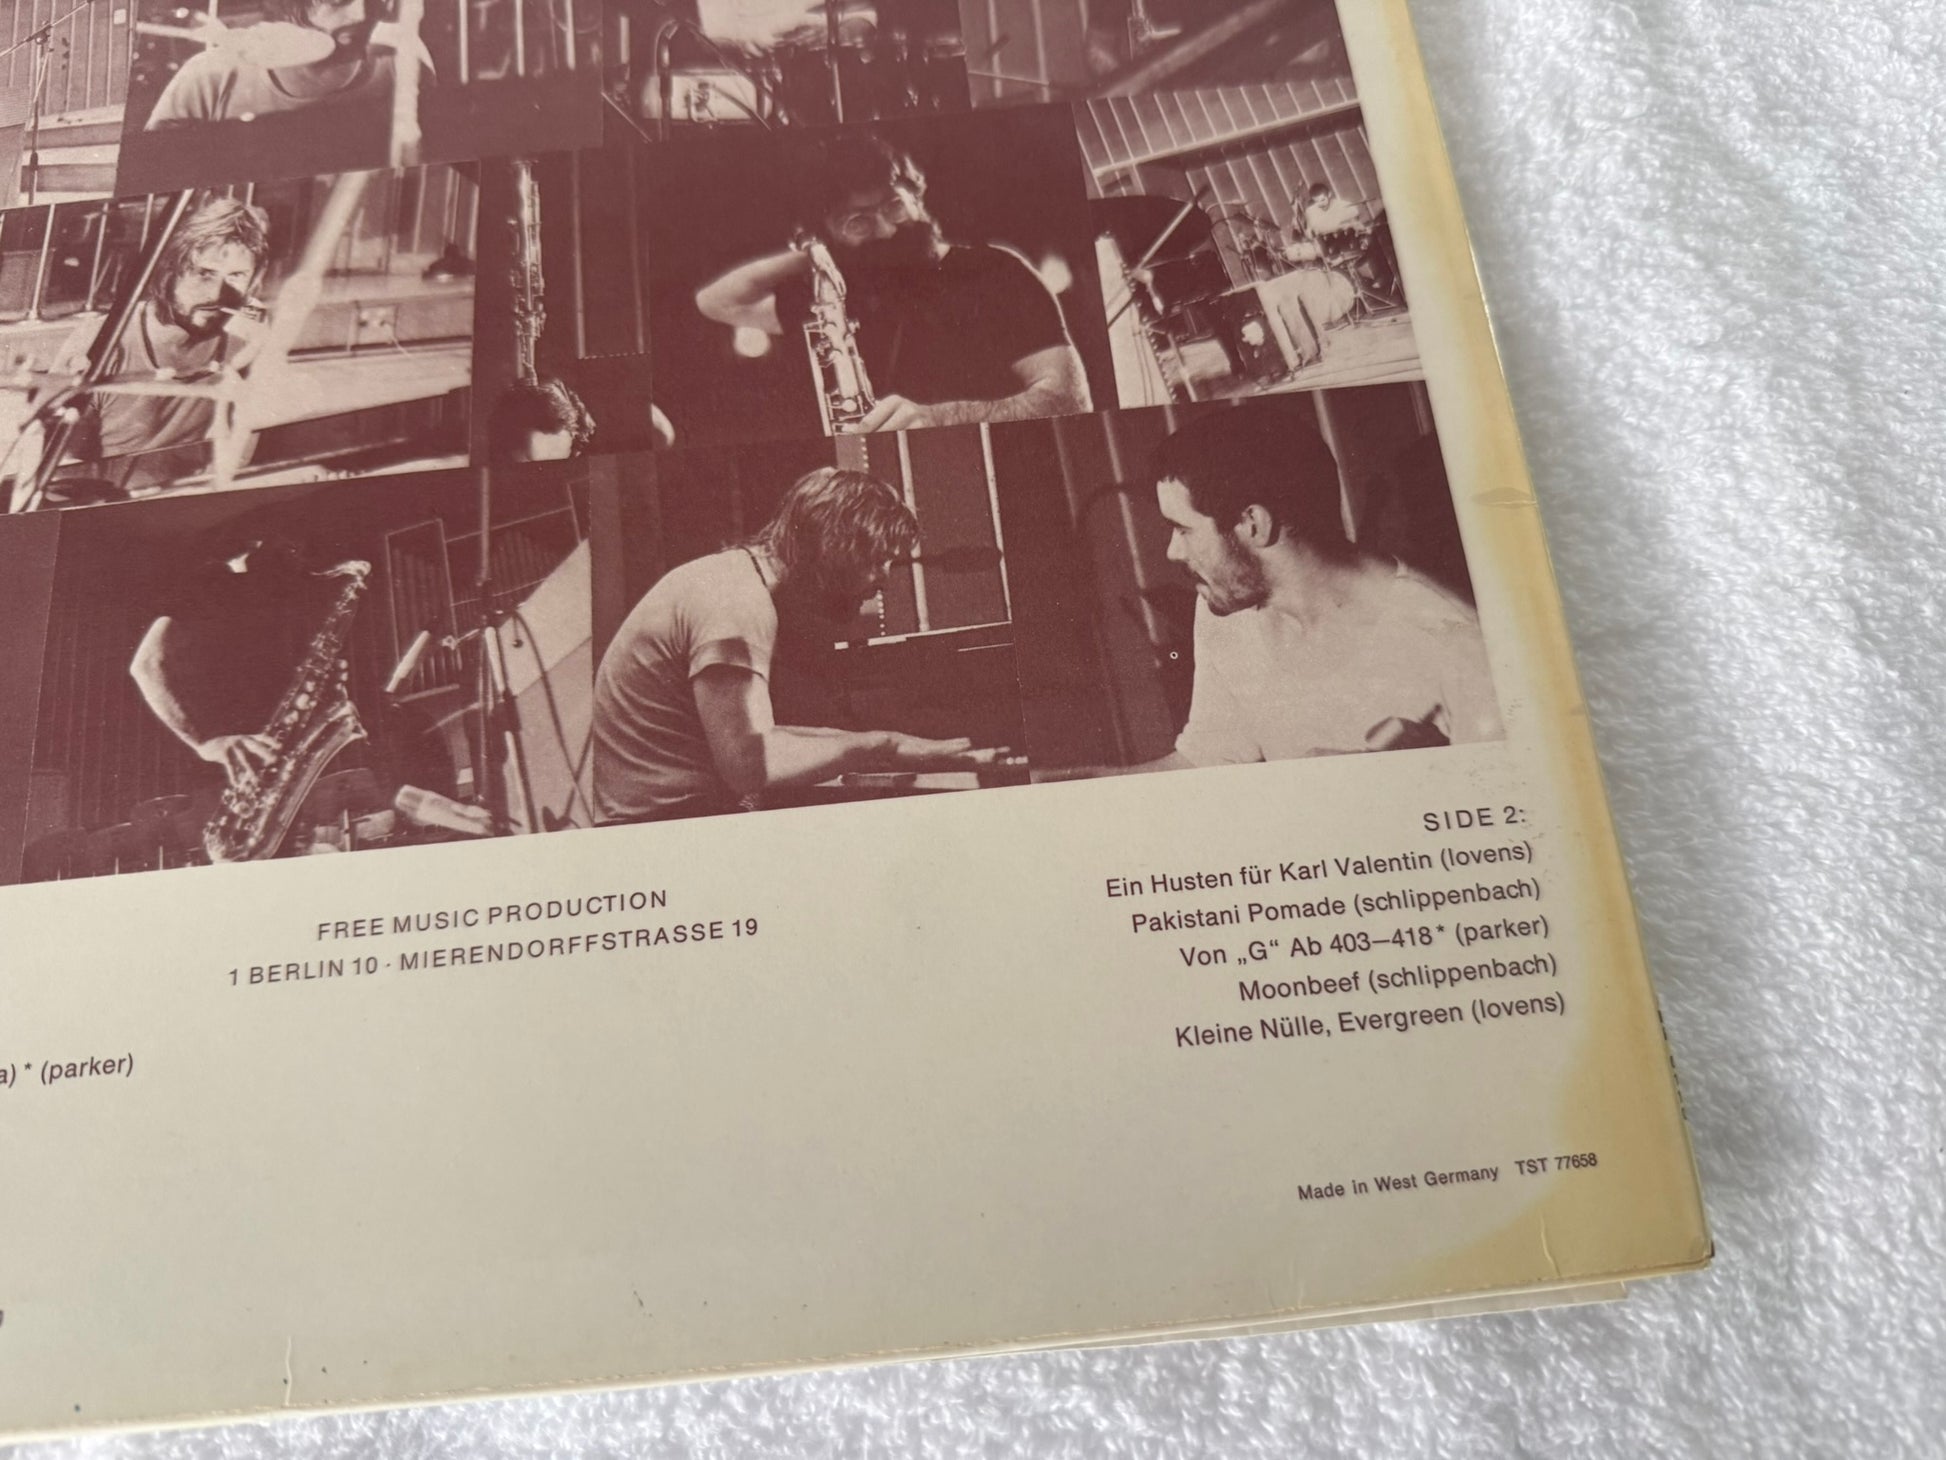 SIDE 2:
Ein Husten für Karl Valentin (lovens)
Pakistani Pomade (schlippenbach)
Von „G“ Ab 403—418* (parker)
Moonbeef (schlippenbach)
Kleine Nülle, Evergreen (lovens)
FREE MUSIC PRODUCTION
1 BERLIN 10 · MIERENDORFFSTRASSE 19
a) * (parker)
Made in West Germany TST 77658